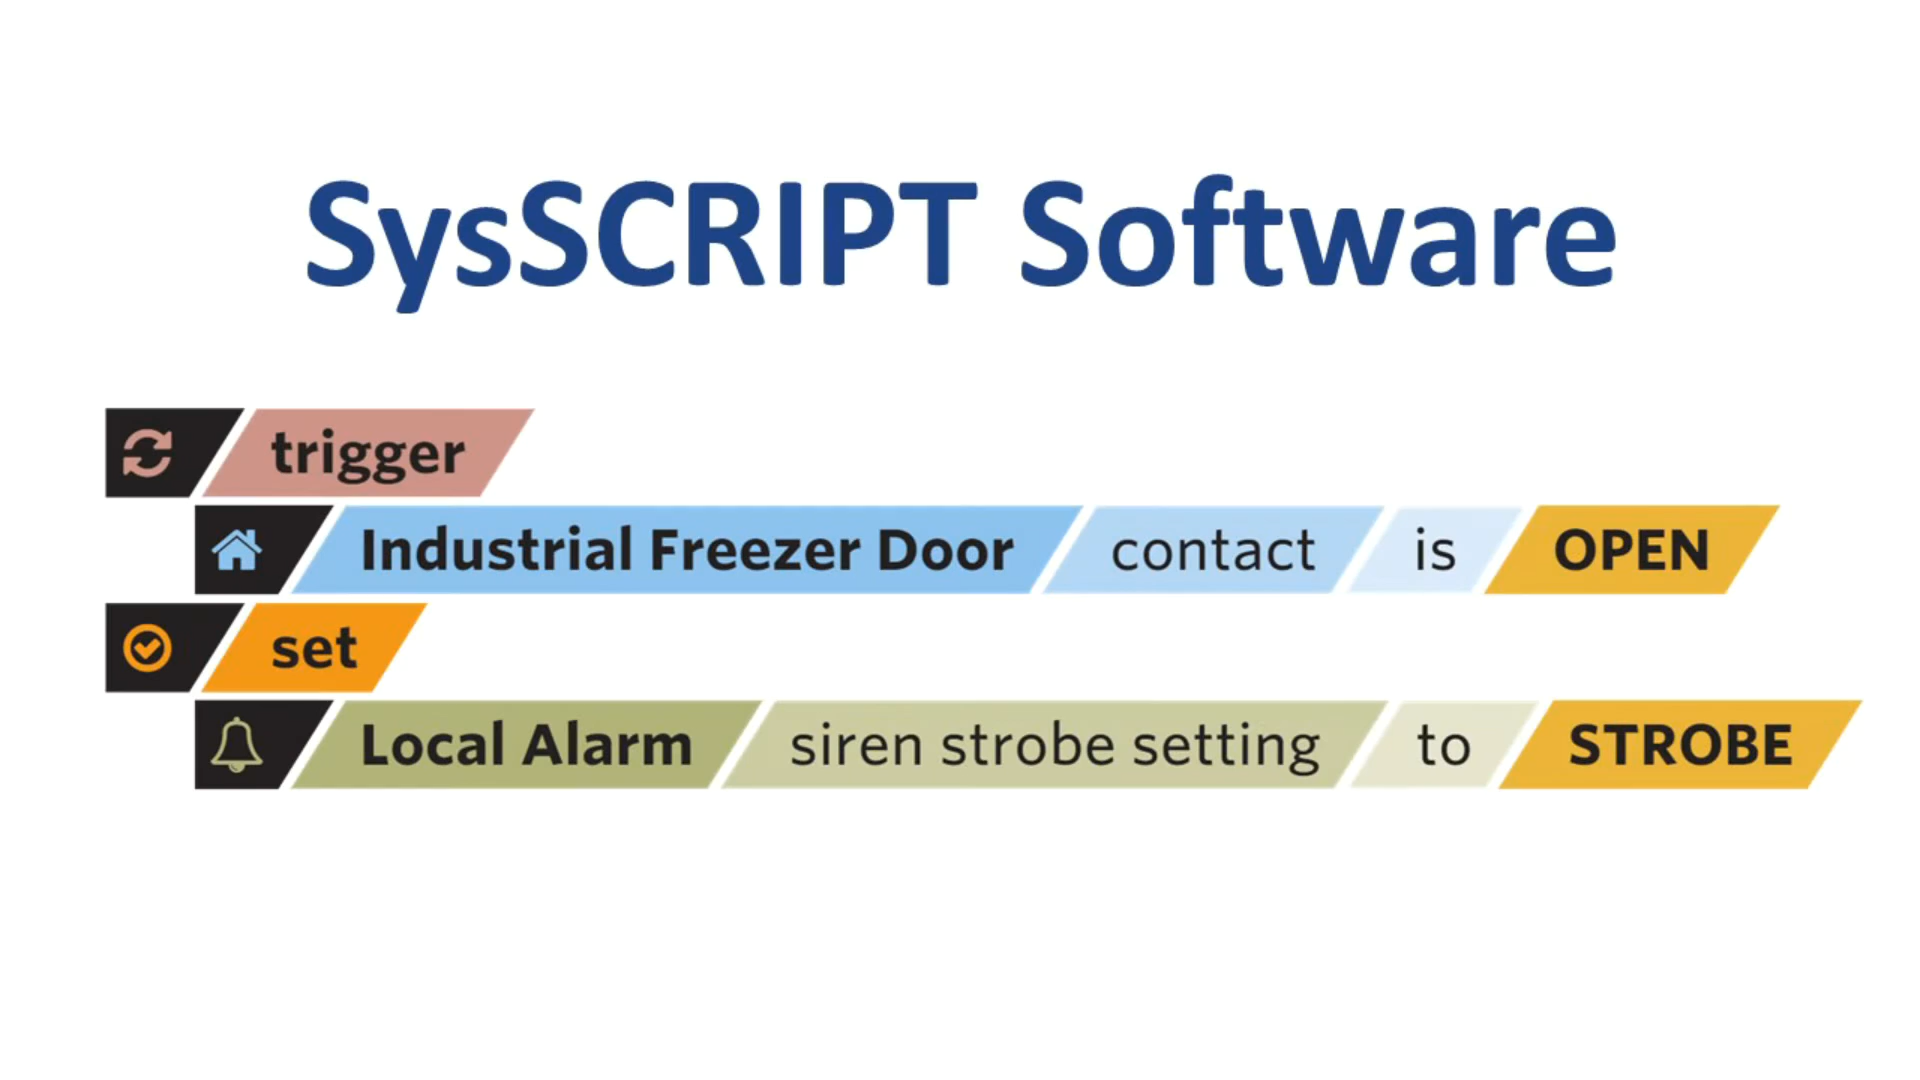 SysSCRIPT Software
trigger
Industrial Freezer Door contact is OPEN
set
Local Alarm siren strobe setting to STROBE